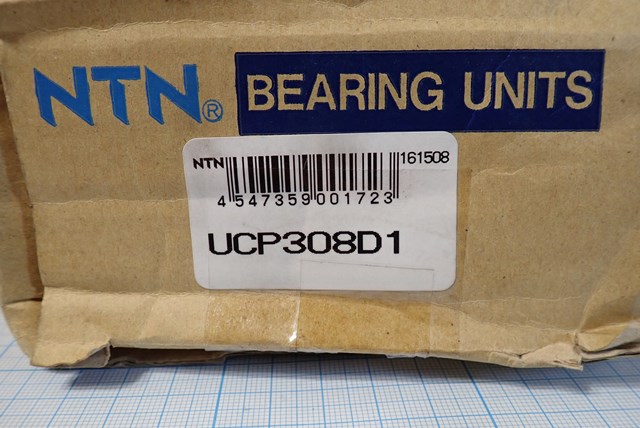 NTN® BEARING UNITS
NTN 161508
4 547359 001723
UCP308D1